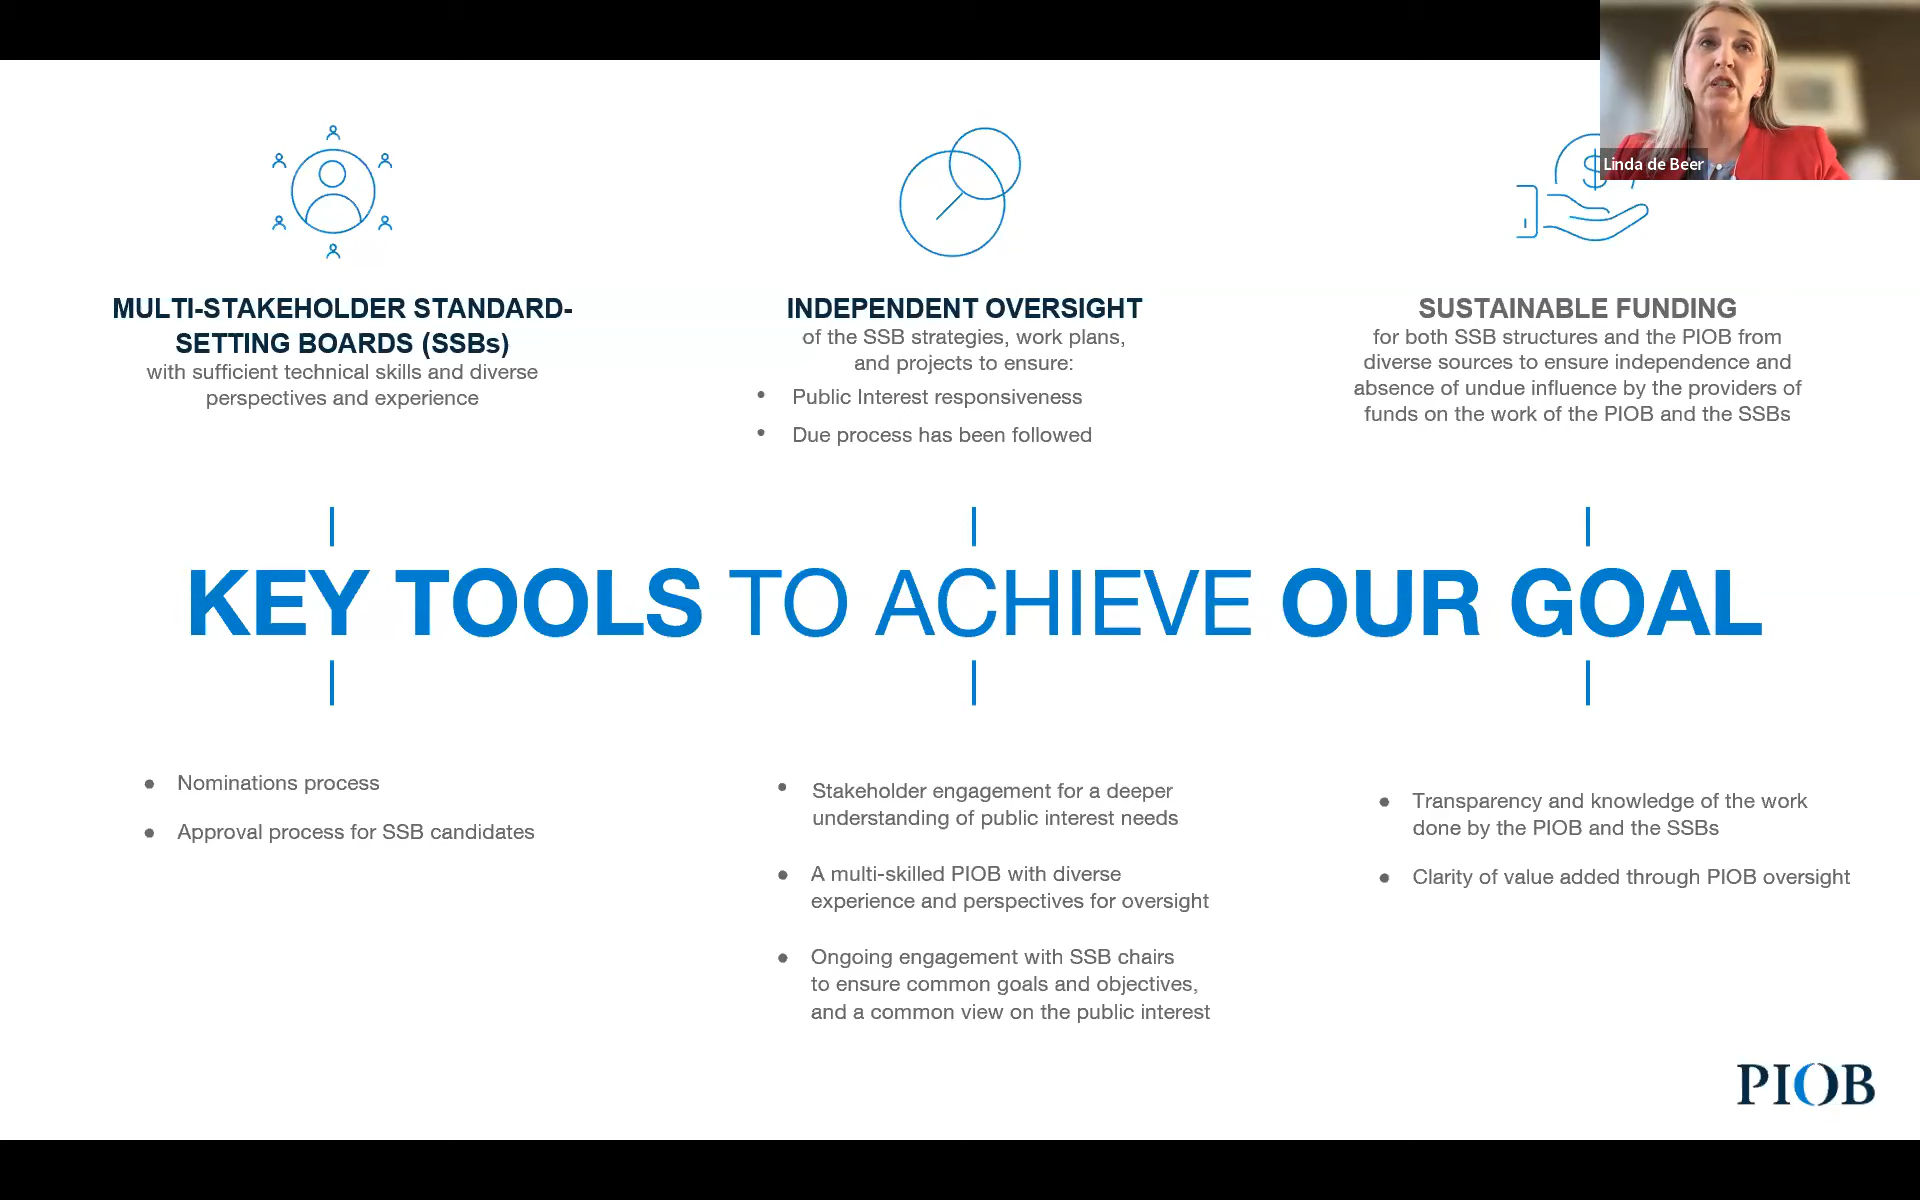 Linda de Beer
$
MULTI-STAKEHOLDER STANDARD-
SETTING BOARDS (SSBs)
with sufficient technical skills and diverse
perspectives and experience
INDEPENDENT OVERSIGHT
of the SSB strategies, work plans,
and projects to ensure:
• Public Interest responsiveness
• Due process has been followed
SUSTAINABLE FUNDING
for both SSB structures and the PIOB from
diverse sources to ensure independence and
absence of undue influence by the providers of
funds on the work of the PIOB and the SSBs
KEY TOOLS TO ACHIEVE OUR GOAL
● Nominations process
● Approval process for SSB candidates
• Stakeholder engagement for a deeper
understanding of public interest needs
● A multi-skilled PIOB with diverse
experience and perspectives for oversight
● Ongoing engagement with SSB chairs
to ensure common goals and objectives,
and a common view on the public interest
● Transparency and knowledge of the work
done by the PIOB and the SSBs
● Clarity of value added through PIOB oversight
PIOB